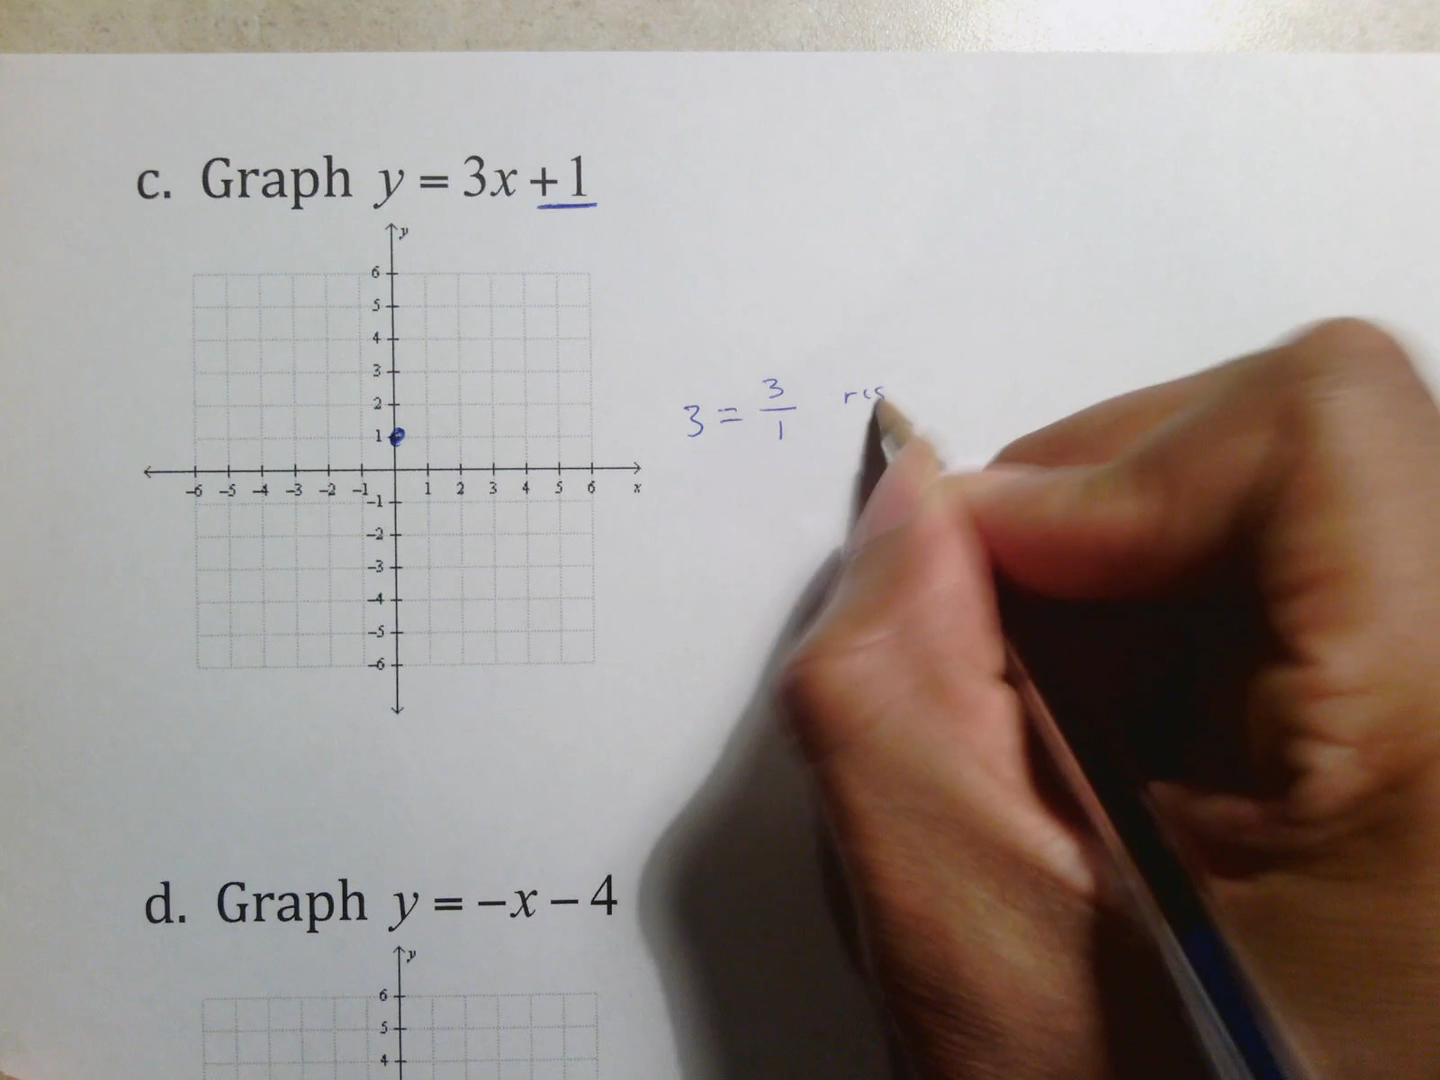 c. Graph y = 3x + 1
y
6
5
4
3
2
1
-6 -5 -4 -3 -2 -1 1 2 3 4 5 6 x
-1
-2
-3
-4
-5
-6
3 = 3/1
d. Graph y = −x − 4
y
6
5
4